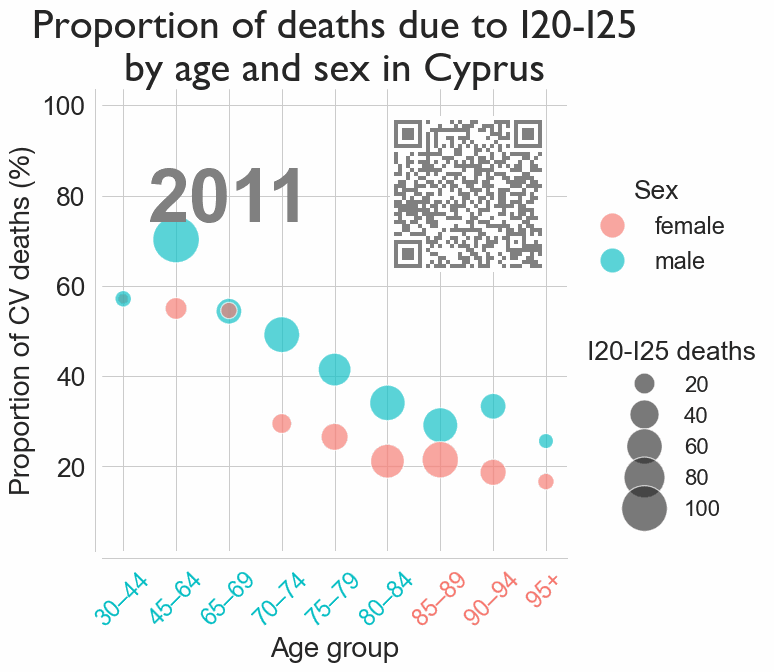 Proportion of deaths due to I20-I25
by age and sex in Cyprus
Proportion of CV deaths (%)
100
80
60
40
20
2011
Sex
female
male
I20-I25 deaths
20
40
60
80
100
30–44
45–64
65–69
70–74
75–79
80–84
85–89
90–94
95+
Age group